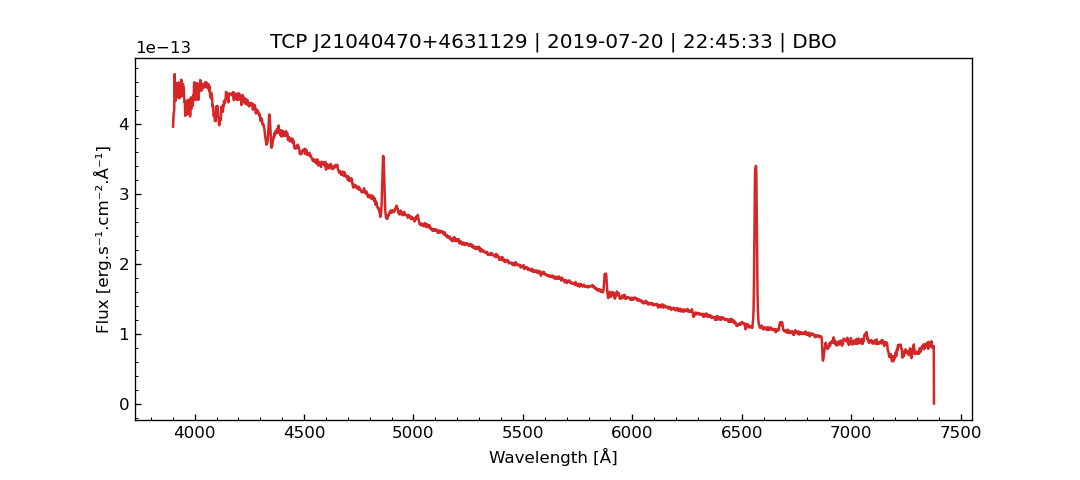 TCP J21040470+4631129 | 2019-07-20 | 22:45:33 | DBO
1e−13
4
3
2
1
0
Flux [erg.s⁻¹.cm⁻².Å⁻¹]
4000 4500 5000 5500 6000 6500 7000 7500
Wavelength [Å]